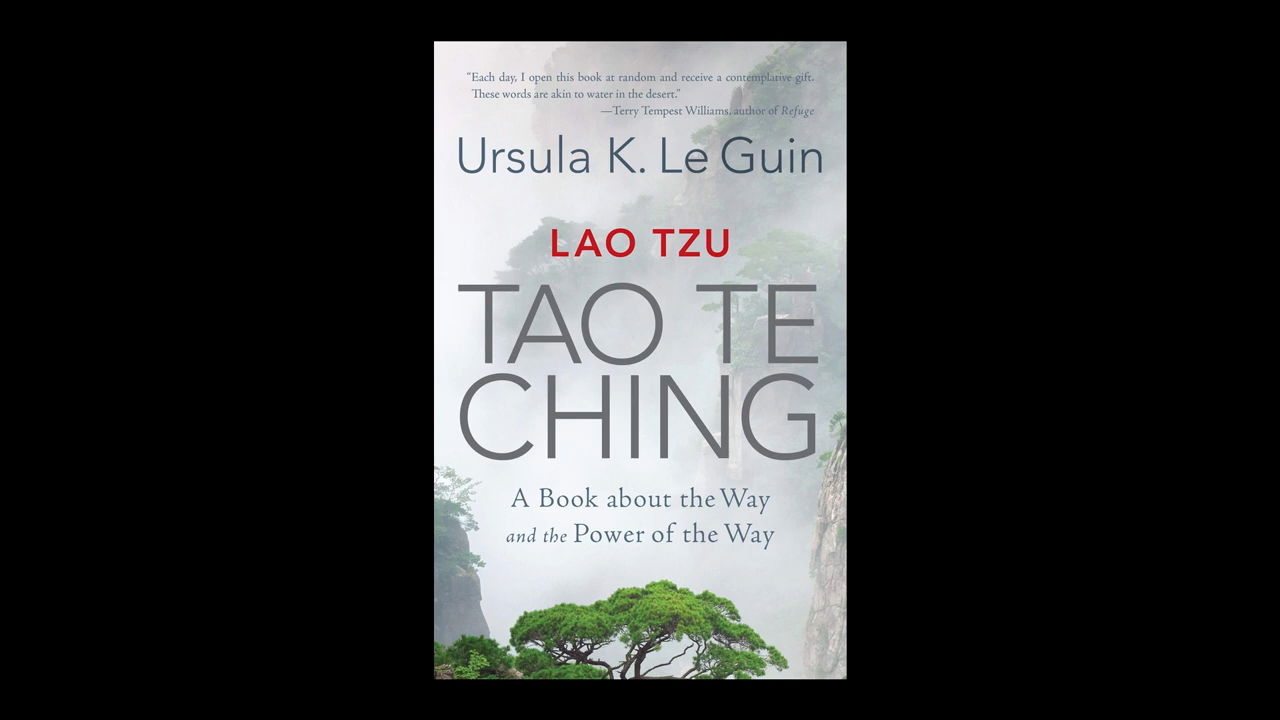 “Each day, I open this book at random and receive a contemplative gift.
These words are akin to water in the desert.”
—Terry Tempest Williams, author of Refuge
Ursula K. Le Guin
LAO TZU
TAO TE
CHING
A Book about the Way
and the Power of the Way